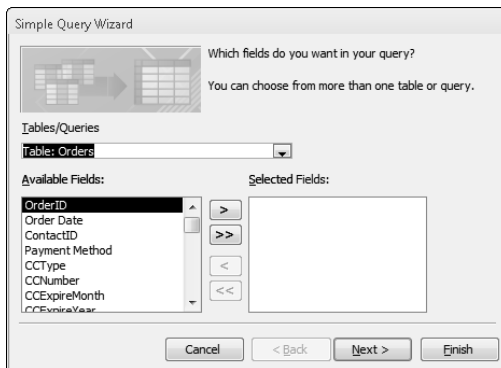 Simple Query Wizard
Which fields do you want in your query?
You can choose from more than one table or query.
Tables/Queries
Table: Orders
Available Fields:
Selected Fields:
OrderID
Order Date
ContactID
Payment Method
CCType
CCNumber
CCExpireMonth
CCExpireYear
>
>>
<
<<
Cancel
< Back
Next >
Finish